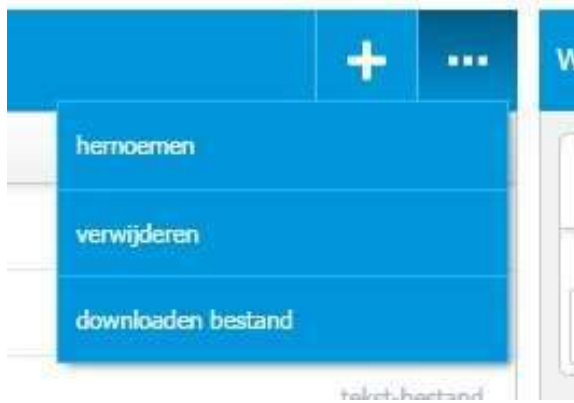 W
hernoemen
verwijderen
downloaden bestand
tekst-bestand